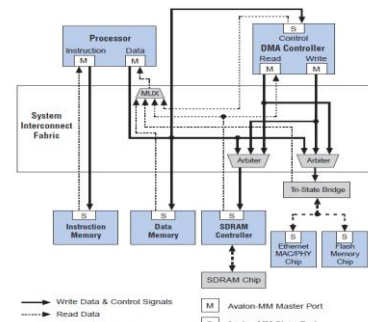 Processor
Instruction Data
M M
S
Control
DMA Controller
Read Write
M M
MUX
System
Interconnect
Fabric
Arbiter Arbiter
Tri-State Bridge
S S S
Instruction
Memory
Data
Memory
SDRAM
Controller
S
Ethernet
MAC/PHY
Chip
S
Flash
Memory
Chip
SDRAM Chip
Write Data & Control Signals
Read Data
M Avalon-MM Master Port